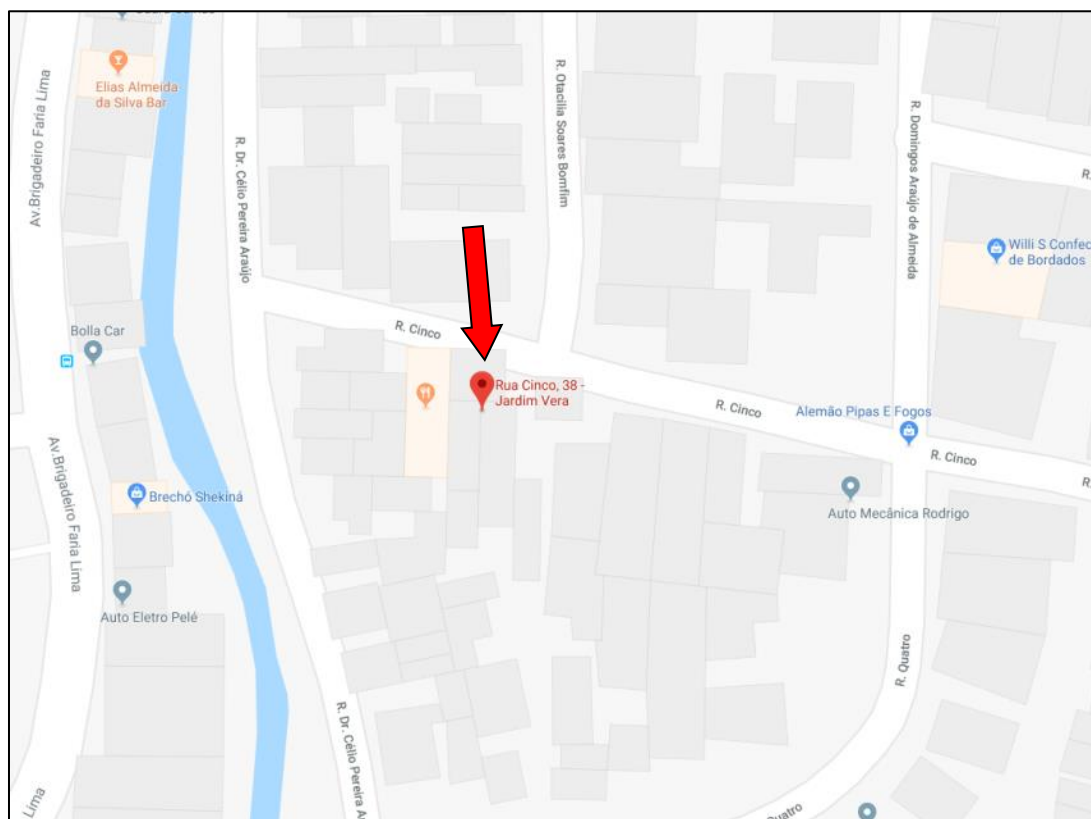 Elias Almeida
da Silva Bar
Av.Brigadeiro Faria Lima
R. Dr. Célio Pereira Araújo
R. Otacilia Soares Bomfim
R. Domingos Araújo de Almeida
R.
Willi S Confec
de Bordados
Bolla Car
R. Cinco
Rua Cinco, 38 -
Jardim Vera
R. Cinco
Alemão Pipas E Fogos
R. Cinco
R.
Av.Brigadeiro Faria Lima
Brechó Shekiná
Auto Mecânica Rodrigo
Auto Eletro Pelé
R. Quatro
R. Dr. Célio Pereira A
Lima
Quatro